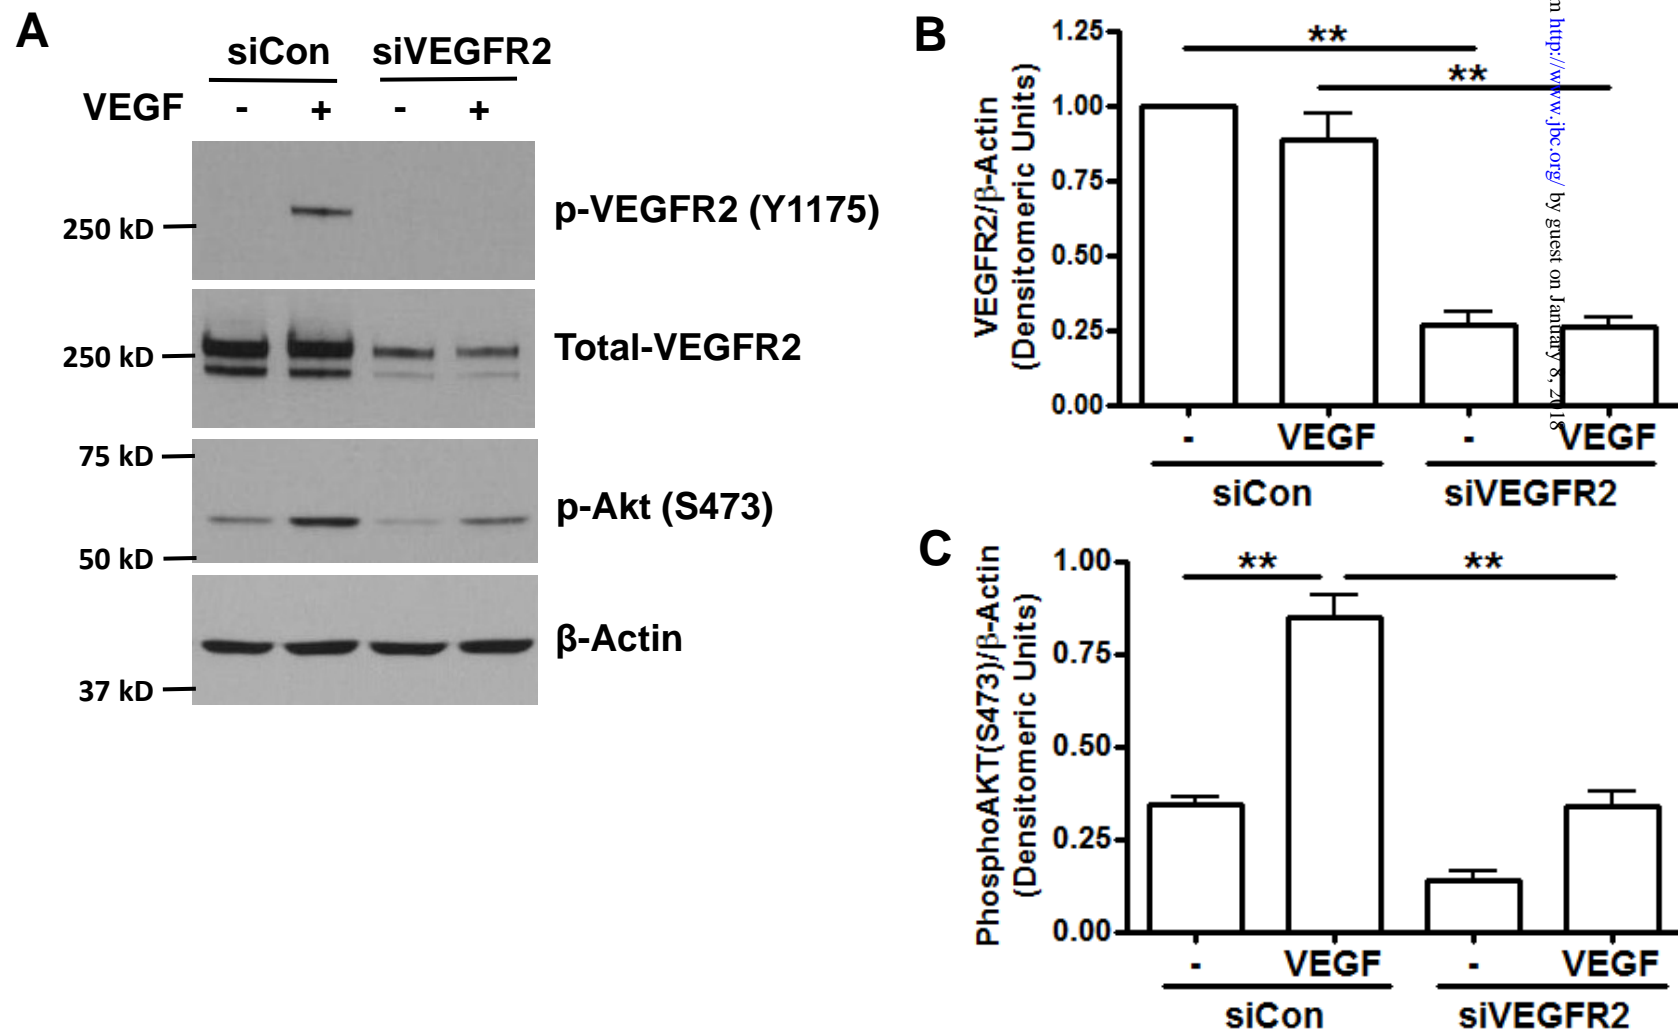 A
siCon siVEGFR2
VEGF - + - +
250 kD
p-VEGFR2 (Y1175)
250 kD
Total-VEGFR2
75 kD
p-Akt (S473)
50 kD
β-Actin
37 kD
B
VEGFR2/β-Actin
(Densitomeric Units)
1.25
1.00
0.75
0.50
0.25
0.00
**
**
- VEGF - VEGF
siCon siVEGFR2
m http://www.jbc.org/ by guest on January 8, 2018
C
PhosphoAKT(S473)/β-Actin
(Densitomeric Units)
1.00
0.75
0.50
0.25
0.00
** **
- VEGF - VEGF
siCon siVEGFR2